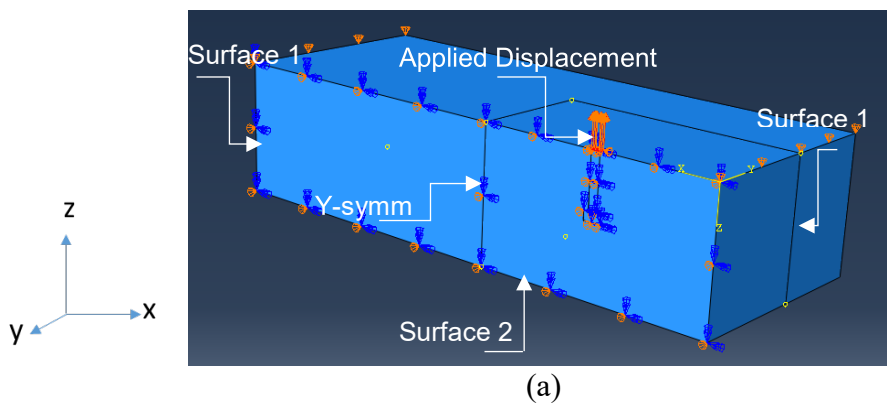 Surface 1
Applied Displacement
Surface 1
X
Y
Z
Y-symm
z
x
y
Surface 2
(a)